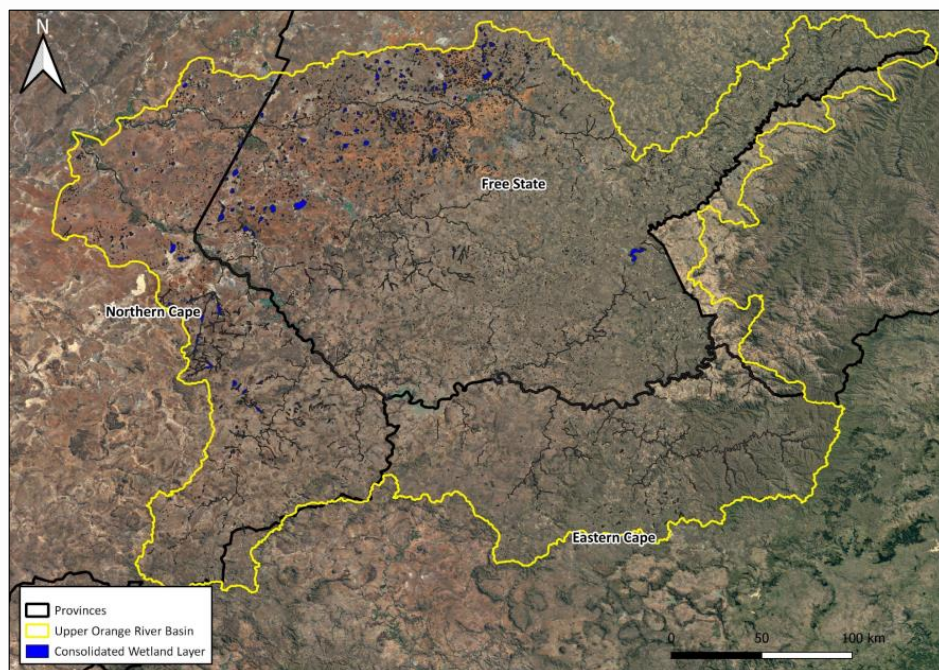 N
Free State
Northern Cape
Eastern Cape
Provinces
Upper Orange River Basin
Consolidated Wetland Layer
0 50 100 km